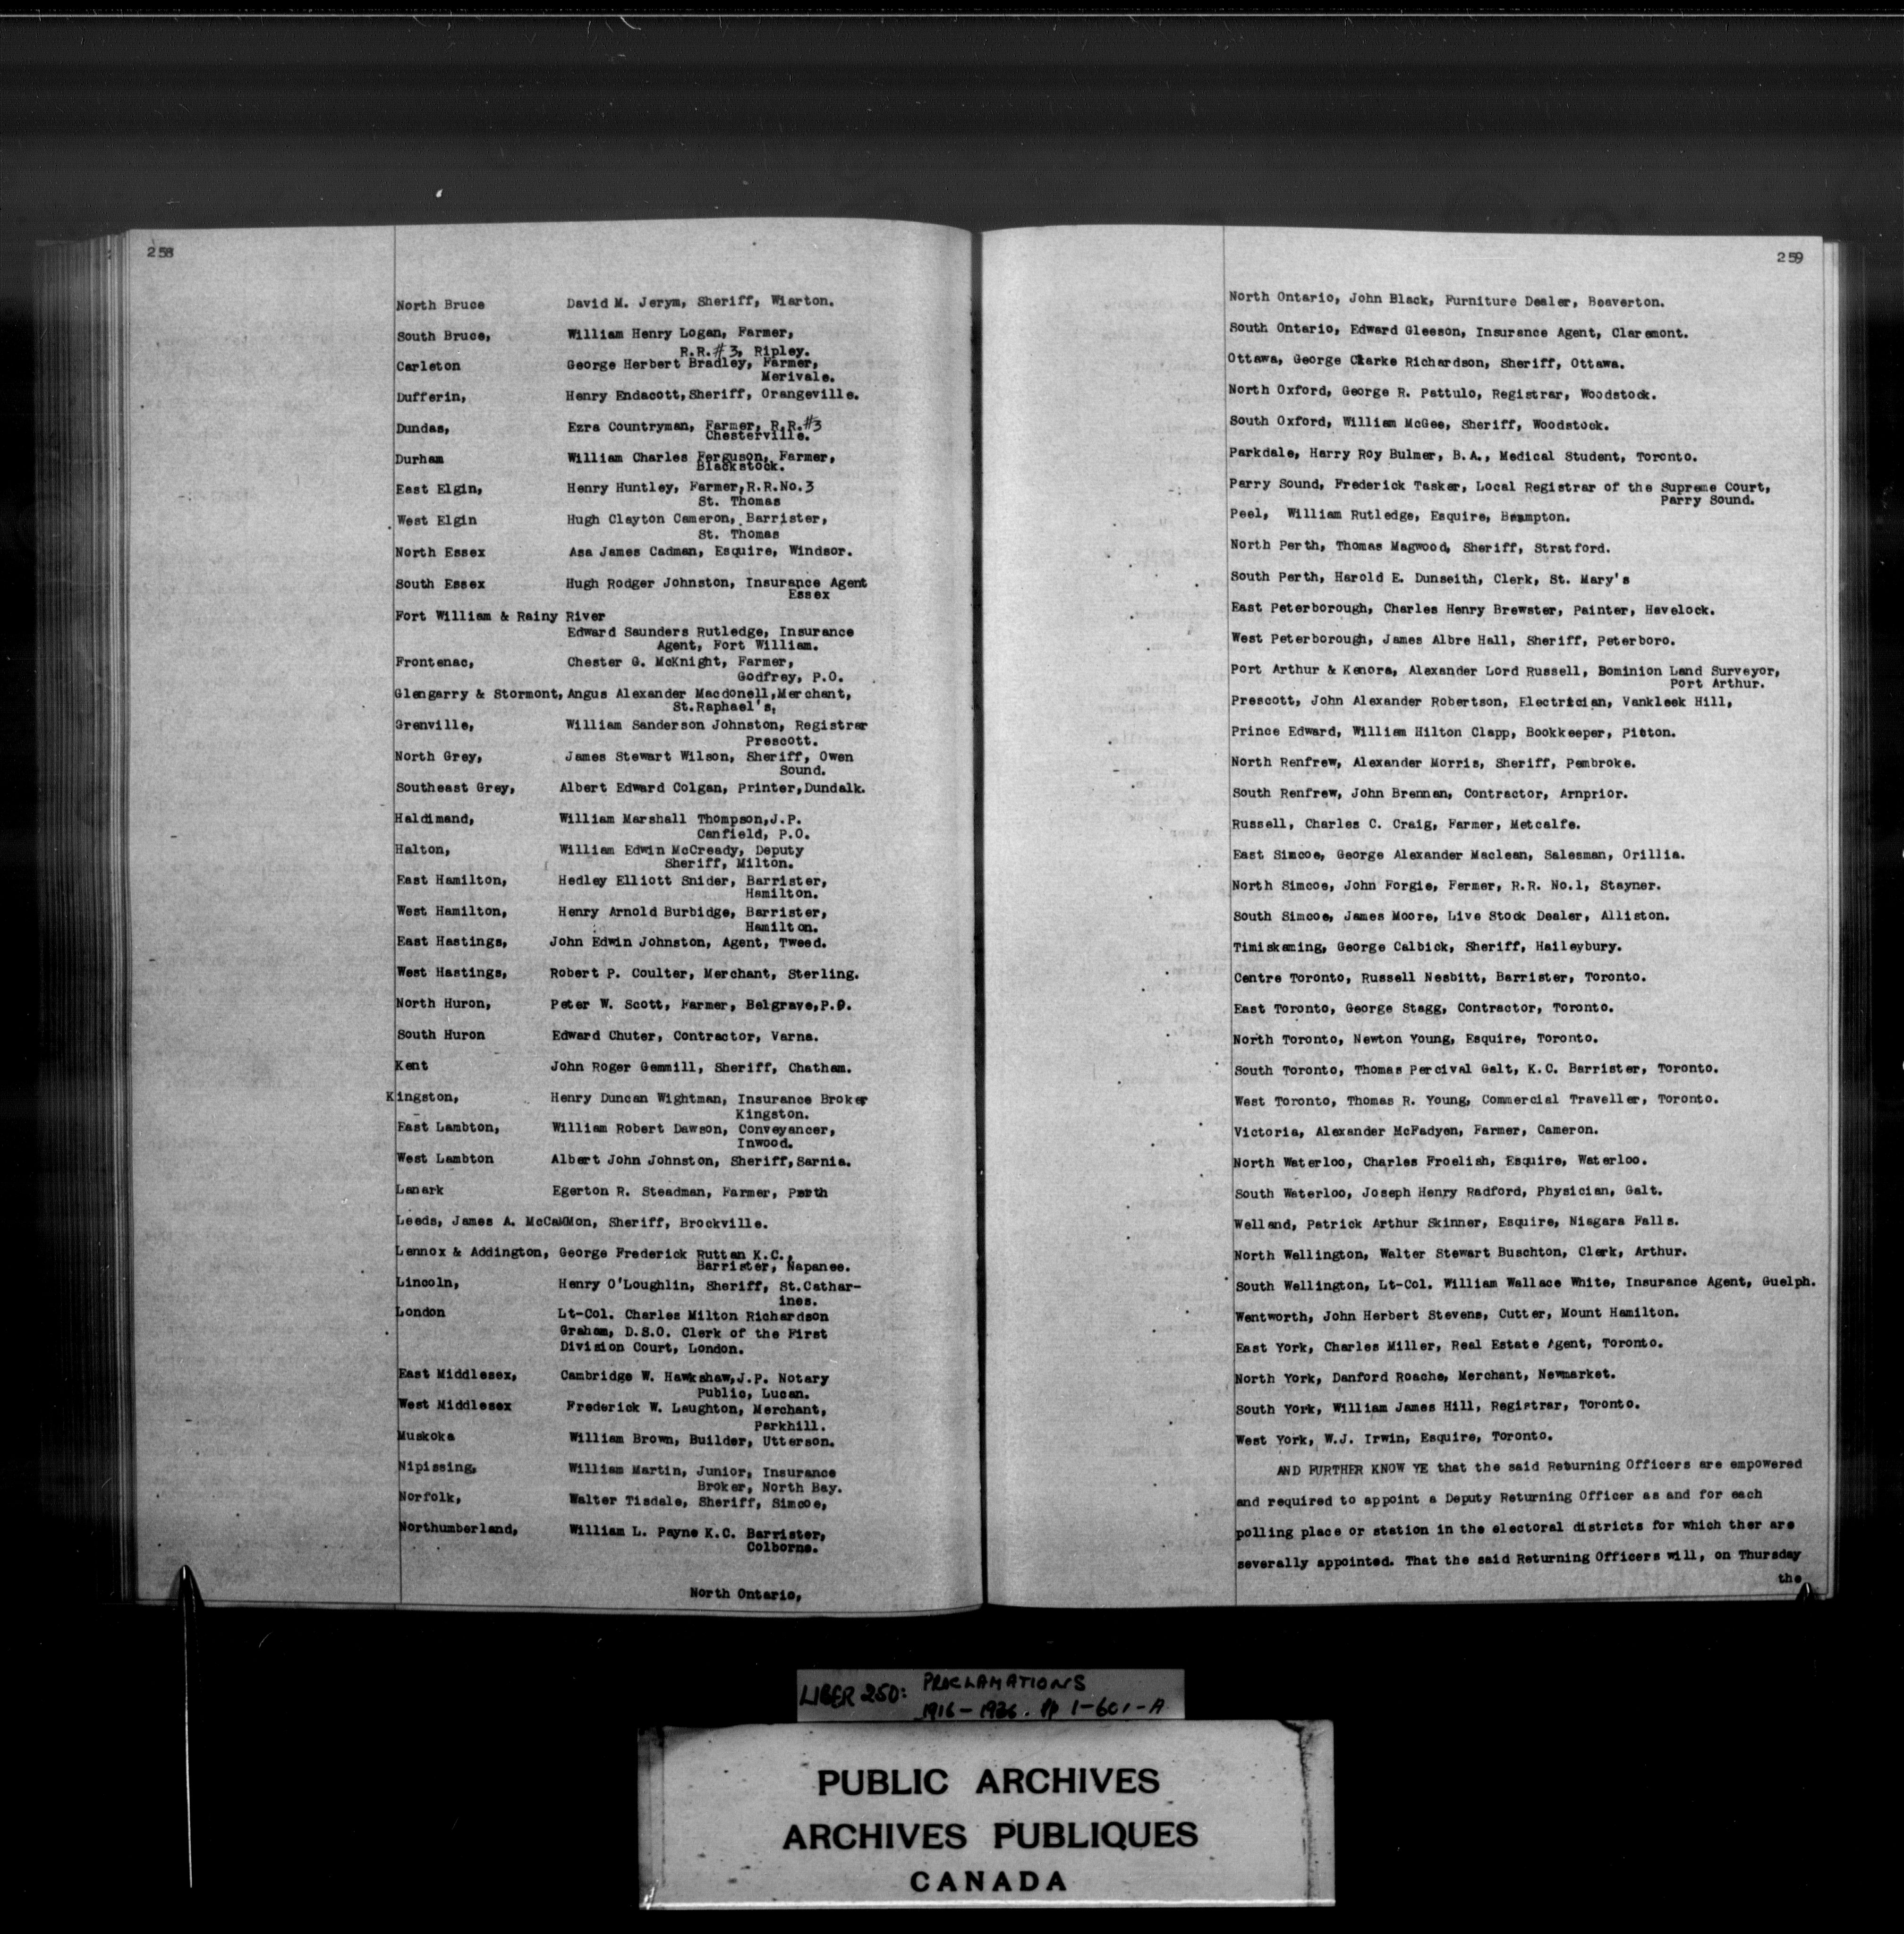 258
North Bruce David M. Jerym, Sheriff, Wiarton.
South Bruce, William Henry Logan, Farmer,
R.R.#3, Ripley.
Carleton George Herbert Bradley, Farmer,
Merivale.
Dufferin, Henry Endacott,Sheriff, Orangeville.
Dundas, Ezra Countryman, Farmer, R.R.#3
Chesterville.
Durham William Charles Ferguson, Farmer,
Blackstock.
East Elgin, Henry Huntley, Farmer,R.R.No.3
St. Thomas
West Elgin Hugh Clayton Cameron, Barrister,
St. Thomas
North Essex Asa James Cadman, Esquire, Windsor.
South Essex Hugh Rodger Johnston, Insurance Agent
Essex
Fort William & Rainy River
Edward Saunders Rutledge, Insurance
Agent, Fort William.
Frontenac, Chester G. McKnight, Farmer,
Godfrey, P.O.
Glengarry & Stormont, Angus Alexander Macdonell,Merchant,
St.Raphael's,
Grenville, William Sanderson Johnston, Registrar
Prescott.
North Grey, James Stewart Wilson, Sheriff, Owen
Sound.
Southeast Grey, Albert Edward Colgan, Printer,Dundalk.
Haldimand, William Marshall Thompson,J.P.
Canfield, P.O.
Halton, William Edwin McCready, Deputy
Sheriff, Milton.
East Hamilton, Hedley Elliott Snider, Barrister,
Hamilton.
West Hamilton, Henry Arnold Burbidge, Barrister,
Hamilton.
East Hastings, John Edwin Johnston, Agent, Tweed.
West Hastings, Robert P. Coulter, Merchant, Sterling.
North Huron, Peter W. Scott, Farmer, Belgrave,P.O.
South Huron Edward Chuter, Contractor, Varna.
Kent John Roger Gemmill, Sheriff, Chatham.
Kingston, Henry Duncan Wightman, Insurance Broker
Kingston.
East Lambton, William Robert Dawson, Conveyancer,
Inwood.
West Lambton Albert John Johnston, Sheriff,Sarnia.
Lanark Egerton R. Steadman, Farmer, Perth
Leeds, James A. McCaMMon, Sheriff, Brockville.
Lennox & Addington, George Frederick Ruttan K.C.,
Barrister, Napanee.
Lincoln, Henry O'Loughlin, Sheriff, St.Cathar-
ines.
London Lt-Col. Charles Milton Richardson
Graham, D.S.O. Clerk of the First
Division Court, London.
East Middlesex, Cambridge W. Hawkshaw,J.P. Notary
Public, Lucan.
West Middlesex Frederick W. Laughton, Merchant,
Parkhill.
Muskoka William Brown, Builder, Utterson.
Nipissing, William Martin, Junior, Insurance
Broker, North Bay.
Norfolk, Walter Tisdale, Sheriff, Simcoe,
Northumberland, William L. Payne K.C. Barrister,
Colborne.
North Ontario,
259
North Ontario, John Black, Furniture Dealer, Beaverton.
South Ontario, Edward Gleeson, Insurance Agent, Claremont.
Ottawa, George Clarke Richardson, Sheriff, Ottawa.
North Oxford, George R. Pattulo, Registrar, Woodstock.
South Oxford, William McGee, Sheriff, Woodstock.
Parkdale, Harry Roy Bulmer, B.A., Medical Student, Toronto.
Parry Sound, Frederick Tasker, Local Registrar of the Supreme Court,
Parry Sound.
Peel, William Rutledge, Esquire, Brampton.
North Perth, Thomas Magwood, Sheriff, Stratford.
South Perth, Harold E. Dunseith, Clerk, St. Mary's
East Peterborough, Charles Henry Brewster, Painter, Havelock.
West Peterborough, James Albre Hall, Sheriff, Peterboro.
Port Arthur & Kenora, Alexander Lord Russell, Bominion Land Surveyor,
Port Arthur.
Prescott, John Alexander Robertson, Electrician, Vankleek Hill,
Prince Edward, William Hilton Clapp, Bookkeeper, Picton.
North Renfrew, Alexander Morris, Sheriff, Pembroke.
South Renfrew, John Brennan, Contractor, Arnprior.
Russell, Charles C. Craig, Farmer, Metcalfe.
East Simcoe, George Alexander Maclean, Salesman, Orillia.
North Simcoe, John Forgie, Fermer, R.R. No.1, Stayner.
South Simcoe, James Moore, Live Stock Dealer, Alliston.
Timiskaming, George Calbick, Sheriff, Haileybury.
Centre Toronto, Russell Nesbitt, Barrister, Toronto.
East Toronto, George Stagg, Contractor, Toronto.
North Toronto, Newton Young, Esquire, Toronto.
South Toronto, Thomas Percival Galt, K.C. Barrister, Toronto.
West Toronto, Thomas R. Young, Commercial Traveller, Toronto.
Victoria, Alexander McFadyen, Farmer, Cameron.
North Waterloo, Charles Froelish, Esquire, Waterloo.
South Waterloo, Joseph Henry Radford, Physician, Galt.
Welland, Patrick Arthur Skinner, Esquire, Niagara Falls.
North Wellington, Walter Stewart Buschton, Clerk, Arthur.
South Wellington, Lt-Col. William Wallace White, Insurance Agent, Guelph.
Wentworth, John Herbert Stevens, Cutter, Mount Hamilton.
East York, Charles Miller, Real Estate Agent, Toronto.
North York, Danford Roache, Merchant, Newmarket.
South York, William James Hill, Registrar, Toronto.
West York, W.J. Irwin, Esquire, Toronto.
AND FURTHER KNOW YE that the said Returning Officers are empowered
and required to appoint a Deputy Returning Officer as and for each
polling place or station in the electoral districts for which ther are
severally appointed. That the said Returning Officers will, on Thursday
the
LIBER 250: PROCLAMATIONS
1916-1926. pp 1-601-A
PUBLIC ARCHIVES
ARCHIVES PUBLIQUES
CANADA